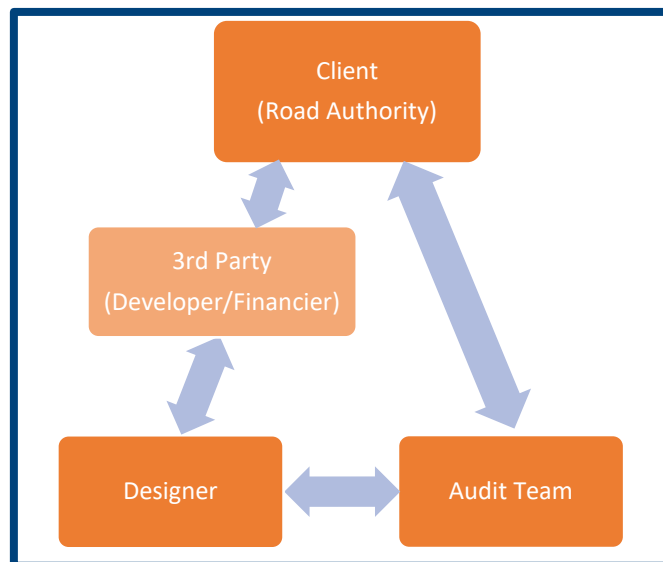 Client
(Road Authority)
3rd Party
(Developer/Financier)
Designer
Audit Team